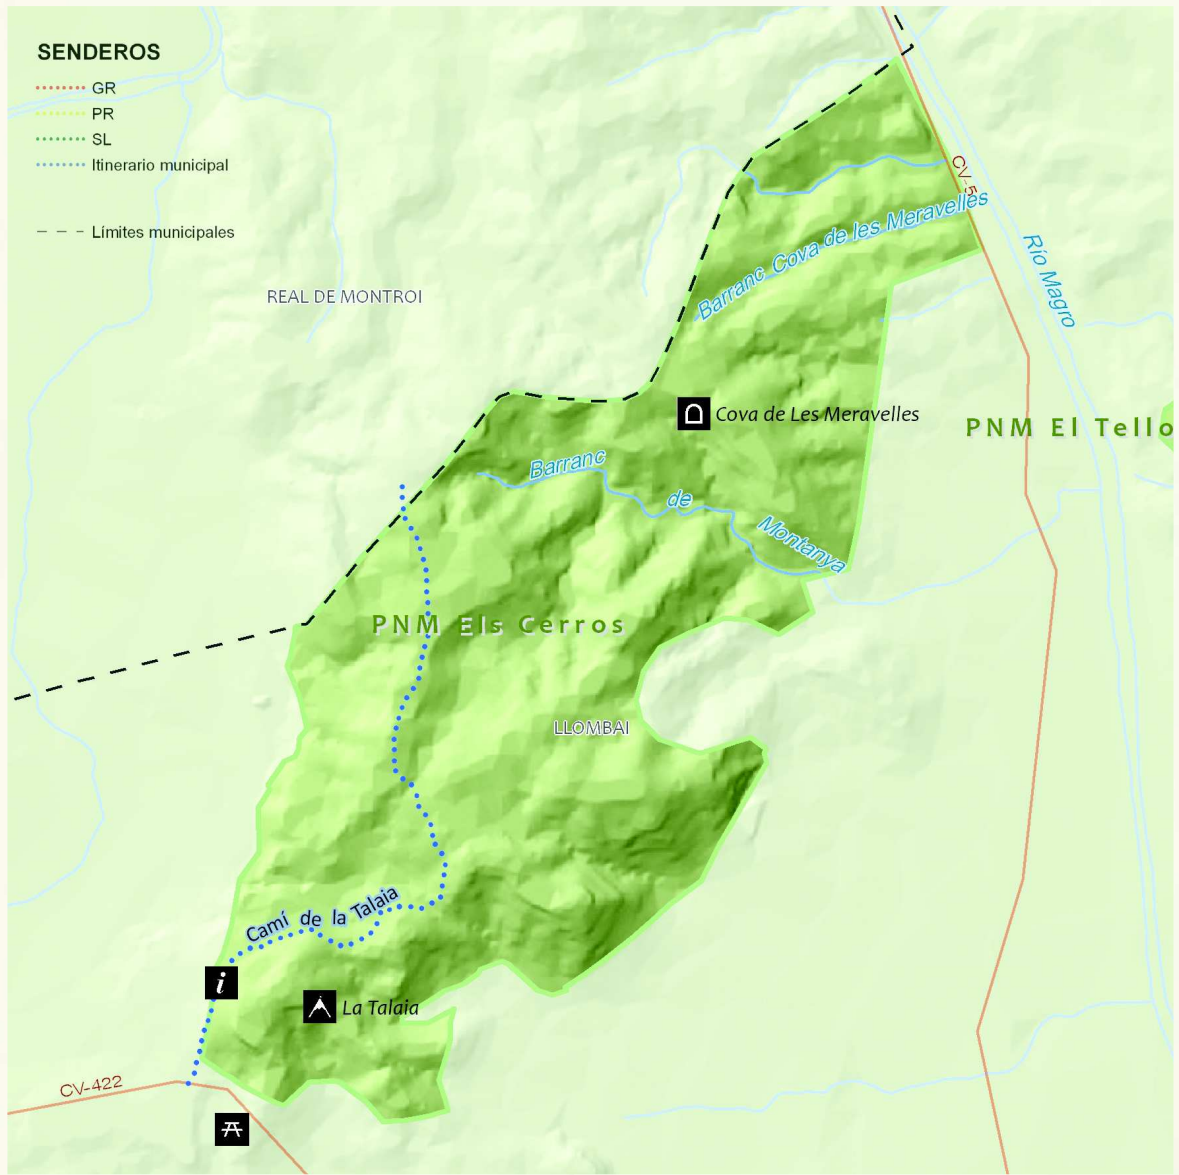 SENDEROS
GR
PR
SL
Itinerario municipal
Límites municipales
CV-5
Barranc Cova de les Meravelles
Río Magro
REAL DE MONTROI
Cova de Les Meravelles
PNM El Tello
Barranc de Montanya
PNM Els Cerros
LLOMBAI
Camí de la Talaia
i
La Talaia
CV-422